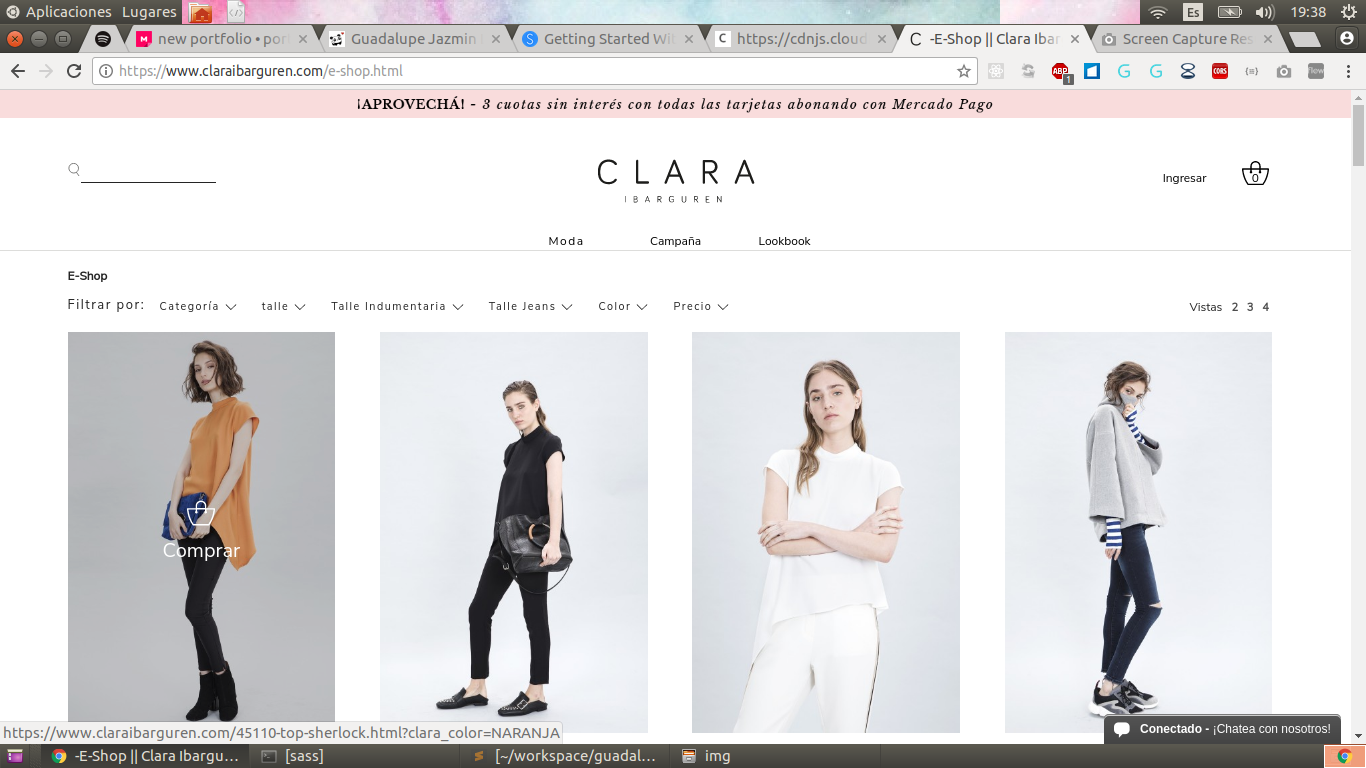 Aplicaciones Lugares
Es
19:38
new portfolio • por
Guadalupe Jazmin
Getting Started Wi
https://cdnjs.cloud
-E-Shop || Clara Ibar
Screen Capture Res
https://www.claraibarguren.com/e-shop.html
ABP
1
CORS
¡APROVECHÁ! - 3 cuotas sin interés con todas las tarjetas abonando con Mercado Pago
CLARA
IBARGUREN
Ingresar
0
Moda Campaña Lookbook
E-Shop
Filtrar por: Categoría talle Talle Indumentaria Talle Jeans Color Precio
Vistas 2 3 4
Comprar
https://www.claraibarguren.com/45110-top-sherlock.html?clara_color=NARANJA
Conectado - ¡Chatea con nosotros!
-E-Shop || Clara Ibargu...
[sass]
[~/workspace/guadal...
img